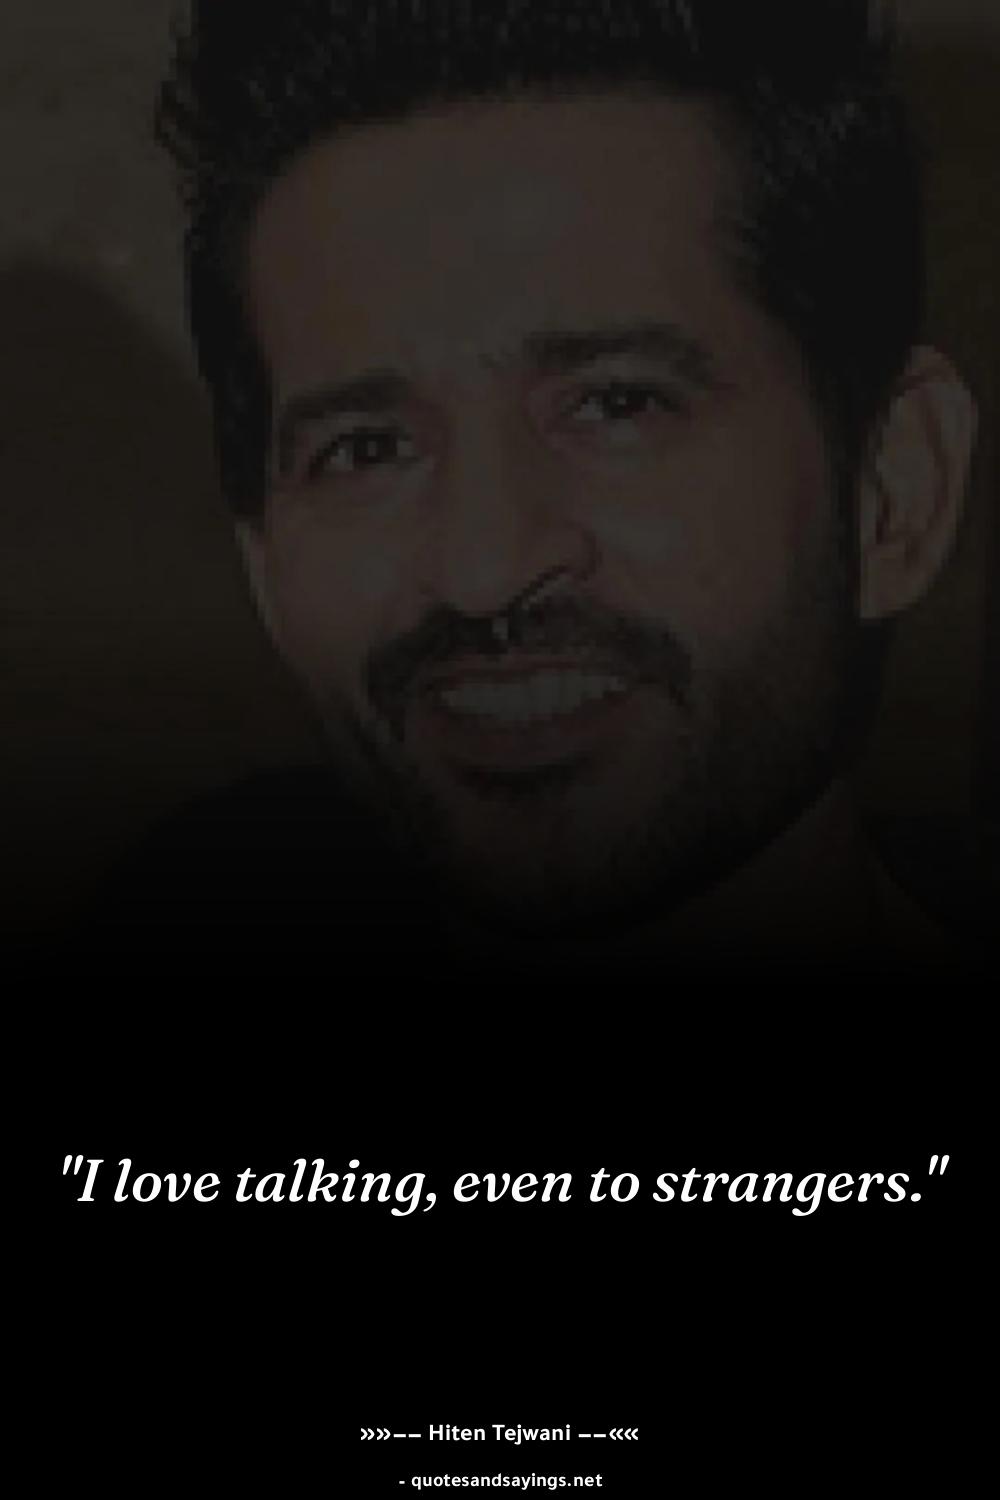 "I love talking, even to strangers."
»»-- Hiten Tejwani --««
- quotesandsayings.net